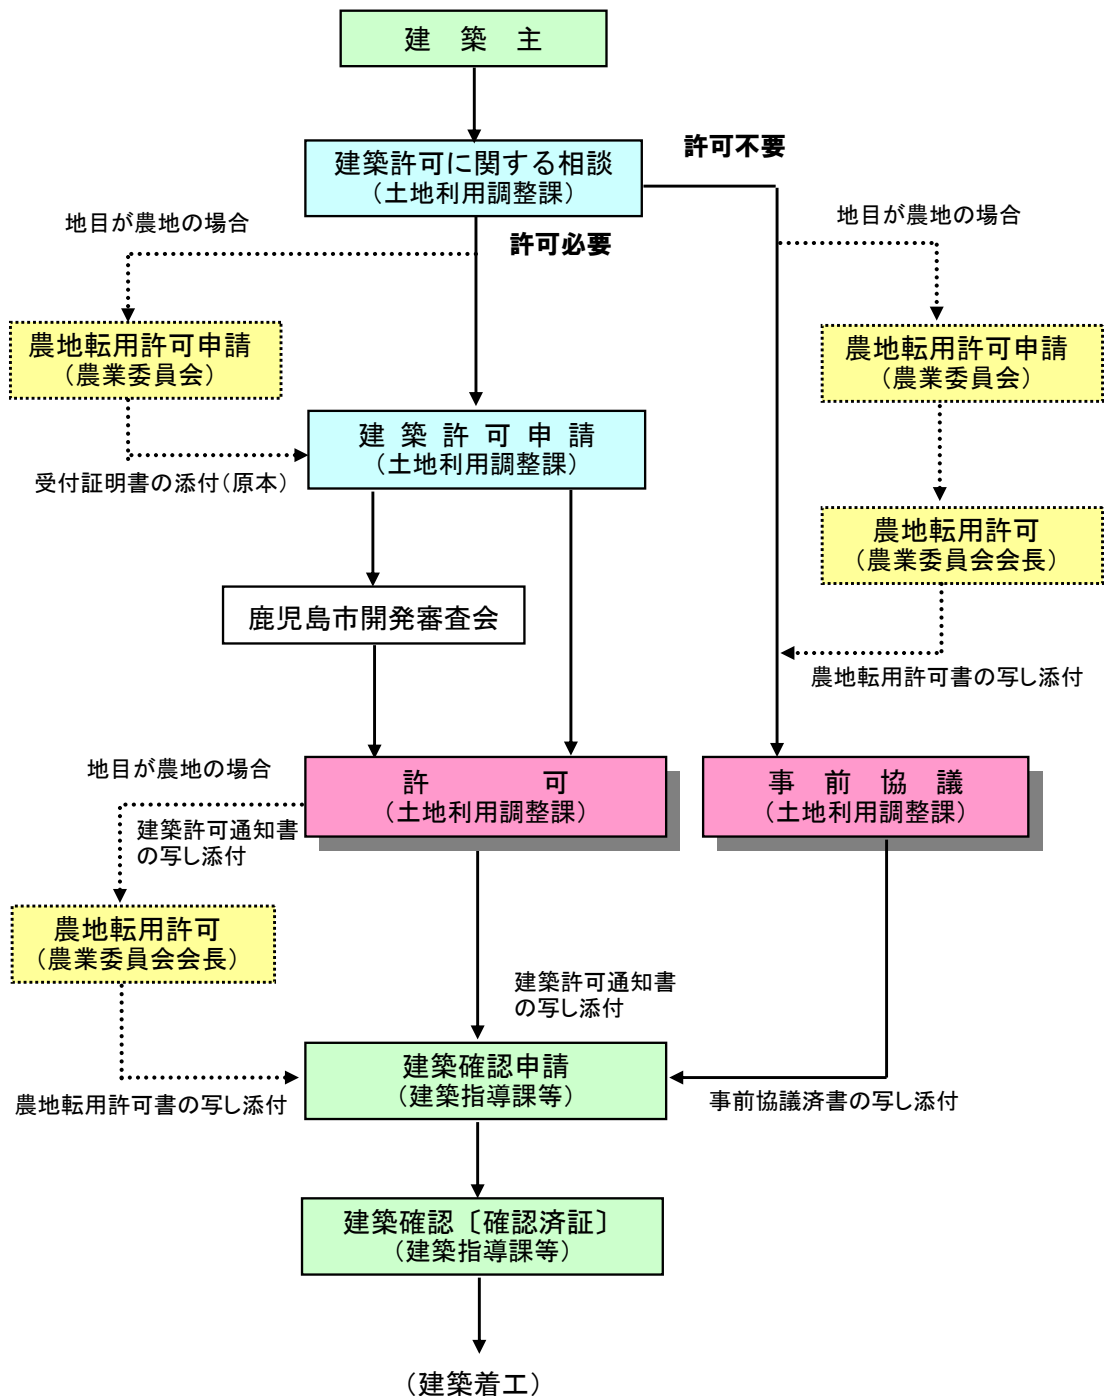 建　築　主
建築許可に関する相談
（土地利用調整課）
許可不要
地目が農地の場合
許可必要
地目が農地の場合
農地転用許可申請
（農業委員会）
農地転用許可申請
（農業委員会）
建 築 許 可 申 請
（土地利用調整課）
受付証明書の添付（原本）
農地転用許可
（農業委員会会長）
鹿児島市開発審査会
農地転用許可書の写し添付
地目が農地の場合
許　　　　可
（土地利用調整課）
事　前　協　議
（土地利用調整課）
建築許可通知書
の写し添付
農地転用許可
（農業委員会会長）
建築許可通知書
の写し添付
建築確認申請
（建築指導課等）
農地転用許可書の写し添付
事前協議済書の写し添付
建築確認〔確認済証〕
（建築指導課等）
（建築着工）